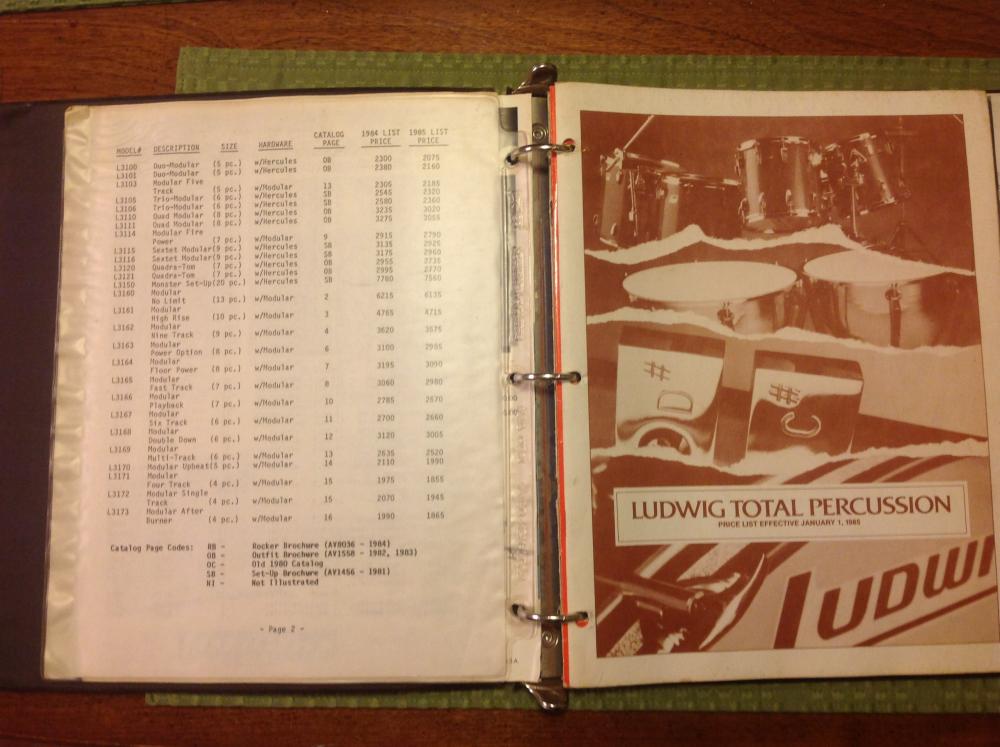 CATALOG 1984 LIST 1985 LIST
MODEL# DESCRIPTION SIZE HARDWARE PAGE PRICE PRICE
L3100 Duo-Modular (5 pc.) w/Hercules OB 2300 2075
L3101 Duo-Modular (5 pc.) w/Hercules OB 2380 2160
L3103 Modular Five
Track (5 pc.) w/Modular 13 2305 2185
L3105 Trio-Modular (6 pc.) w/Hercules SB 2545 2320
L3106 Trio-Modular (6 pc.) w/Hercules SB 2580 2360
L3110 Quad Modular (8 pc.) w/Hercules OB 3235 3020
L3111 Quad Modular (8 pc.) w/Hercules OB 3275 3055
L3114 Modular Fire
Power (7 pc.) w/Modular 9 2915 2790
L3115 Sextet Modular(9 pc.) w/Hercules SB 3135 2925
L3116 Sextet Modular(9 pc.) w/Hercules SB 3175 2960
L3120 Quadra-Tom (7 pc.) w/Hercules OB 2955 2735
L3121 Quadra-Tom (7 pc.) w/Hercules OB 2995 2770
L3150 Monster Set-Up(20 pc.) w/Hercules SB 7780 7560
L3160 Modular
No Limit (13 pc.) w/Modular 2 6215 6135
L3161 Modular
High Rise (10 pc.) w/Modular 3 4765 4715
L3162 Modular
Nine Track (9 pc.) w/Modular 4 3620 3575
L3163 Modular
Power Option (8 pc.) w/Modular 6 3100 2985
L3164 Modular
Floor Power (8 pc.) w/Modular 7 3195 3090
L3165 Modular
Fast Track (7 pc.) w/Modular 8 3060 2980
L3166 Modular
Playback (7 pc.) w/Modular 10 2785 2670
L3167 Modular
Six Track (6 pc.) w/Modular 11 2700 2660
L3168 Modular
Double Down (6 pc.) w/Modular 12 3120 3005
L3169 Modular
Multi-Track (6 pc.) w/Modular 13 2635 2520
L3170 Modular Upbeat(5 pc.) w/Modular 14 2110 1990
L3171 Modular
Four Track (4 pc.) w/Modular 15 1975 1855
L3172 Modular Single
Track (4 pc.) w/Modular 15 2070 1945
L3173 Modular After
Burner (4 pc.) w/Modular 16 1990 1865
Catalog Page Codes: RB - Rocker Brochure (AV8036 - 1984)
OB - Outfit Brochure (AV1558 - 1982, 1983)
OC - Old 1980 Catalog
SB - Set-Up Brochure (AV1456 - 1981)
NI - Not Illustrated
- Page 2 -
#
D
#
C
LUDWIG TOTAL PERCUSSION
PRICE LIST EFFECTIVE JANUARY 1, 1985
LUDWI